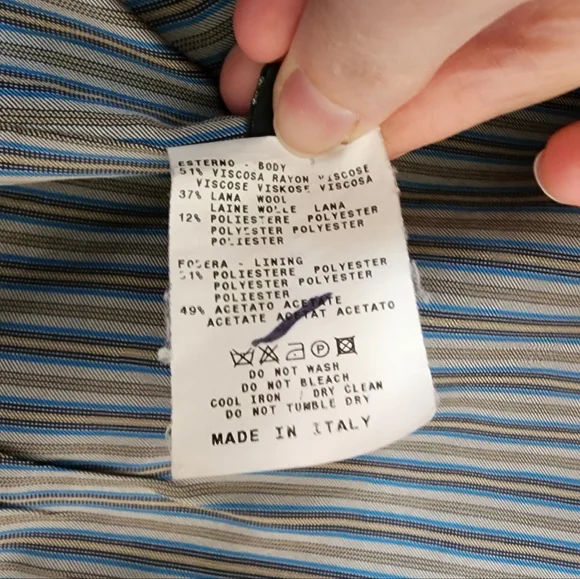 ESTERNO - BODY
51% VISCOSA RAYON VISCOSE
VISCOSE VISKOSE VISCOSA
37% LANA WOOL
LAINE WOLLE LANA
12% POLIESTERE POLYESTER
POLYESTER POLYESTER
POLIESTER
FODERA - LINING
51% POLIESTERE POLYESTER
POLYESTER POLYESTER
POLIESTER
49% ACETATO ACETATE
ACETATE ACETAT ACETATO
DO NOT WASH
DO NOT BLEACH
COOL IRON / DRY CLEAN
DO NOT TUMBLE DRY
MADE IN ITALY